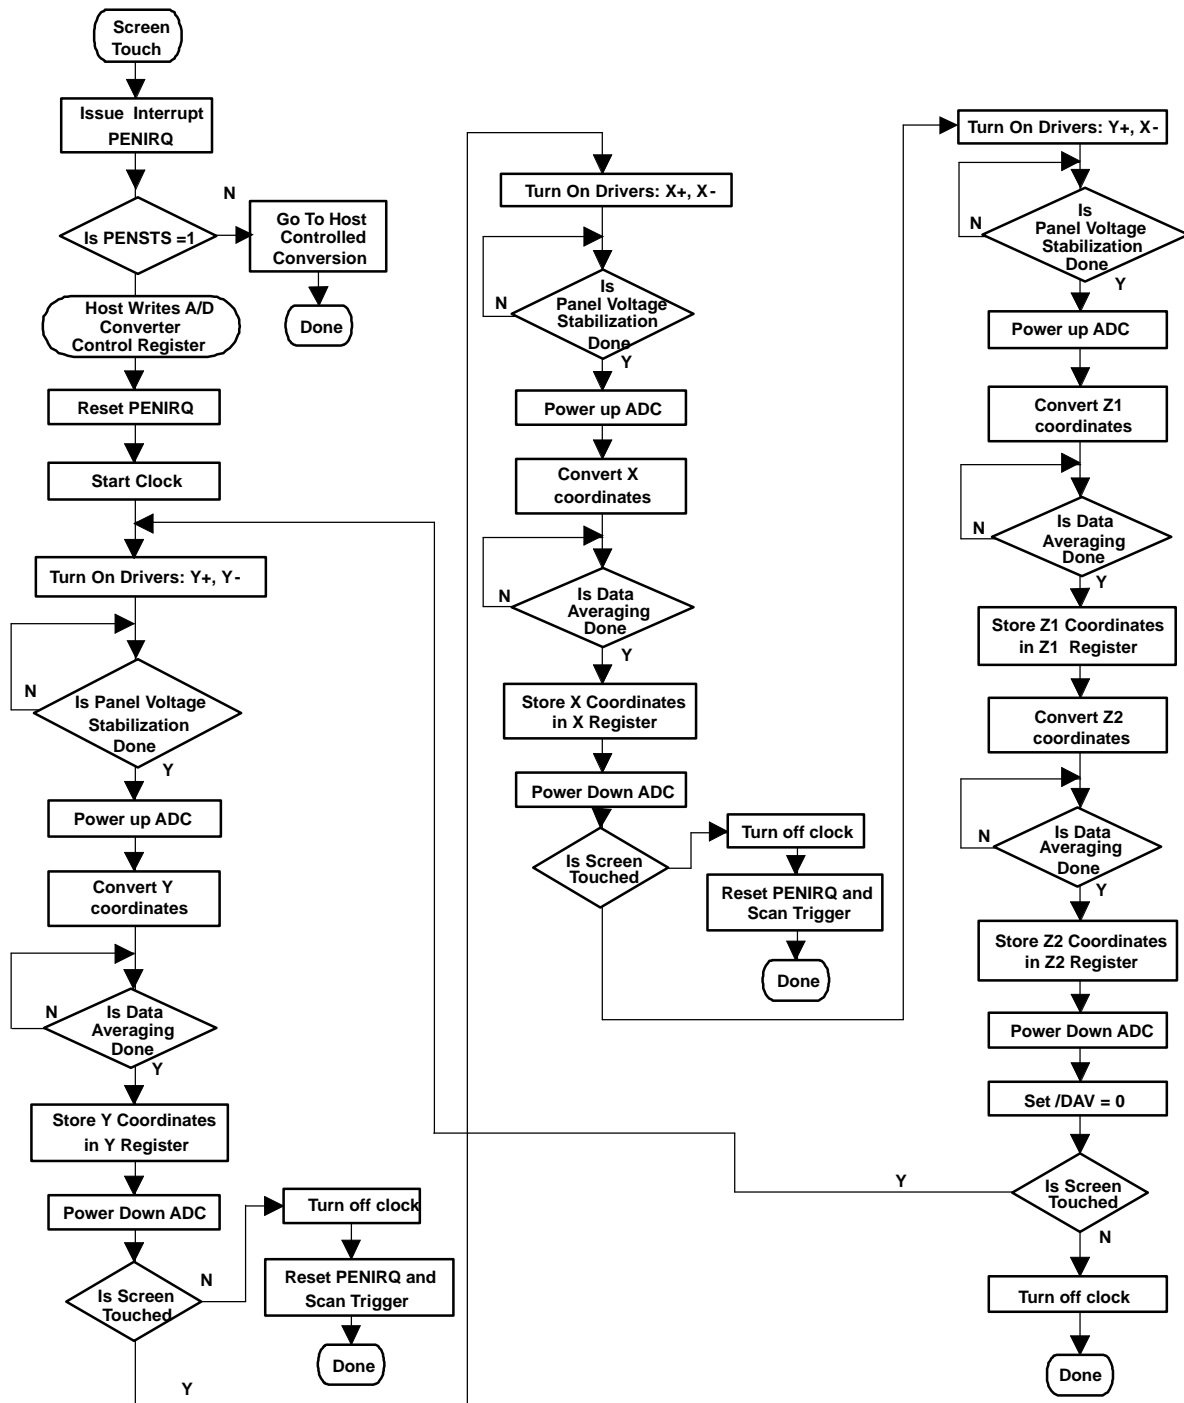 Screen
Touch
Issue Interrupt
PENIRQ
N
Is PENSTS =1
Go To Host
Controlled
Conversion
Done
Host Writes A/D
Converter
Control Register
Reset PENIRQ
Start Clock
Turn On Drivers: Y+, Y-
N
Is Panel Voltage
Stabilization
Done
Y
Power up ADC
Convert Y
coordinates
N
Is Data
Averaging
Done
Y
Store Y Coordinates
in Y Register
Power Down ADC
Is Screen
Touched
N
Turn off clock
Reset PENIRQ and
Scan Trigger
Done
Y
Turn On Drivers: X+, X-
N
Is
Panel Voltage
Stabilization
Done
Y
Power up ADC
Convert X
coordinates
N
Is Data
Averaging
Done
Y
Store X Coordinates
in X Register
Power Down ADC
Is Screen
Touched
Turn off clock
Reset PENIRQ and
Scan Trigger
Done
Turn On Drivers: Y+, X-
N
Is
Panel Voltage
Stabilization
Done
Y
Power up ADC
Convert Z1
coordinates
N
Is Data
Averaging
Done
Y
Store Z1 Coordinates
in Z1 Register
Convert Z2
coordinates
N
Is Data
Averaging
Done
Y
Store Z2 Coordinates
in Z2 Register
Power Down ADC
Set /DAV = 0
Y
Is Screen
Touched
N
Turn off clock
Done